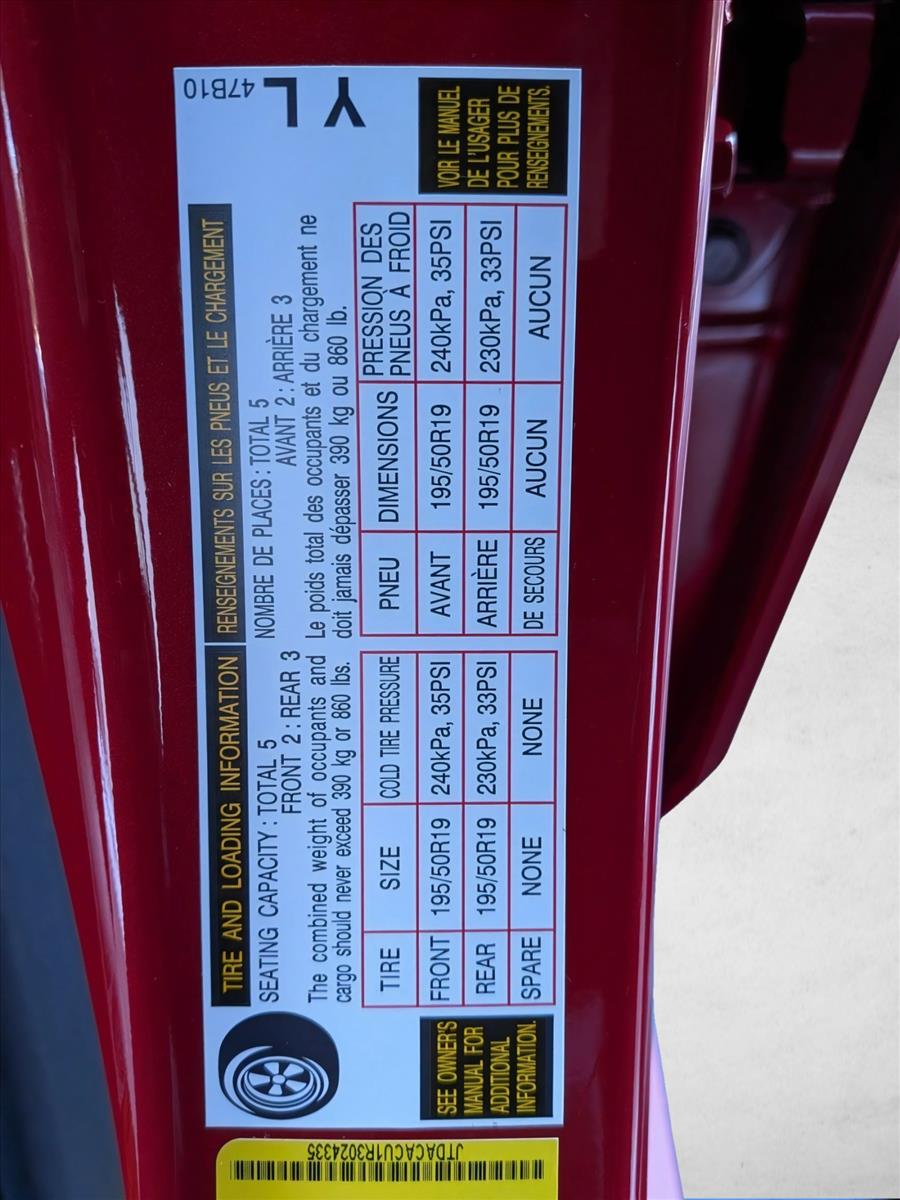 TIRE AND LOADING INFORMATION
SEATING CAPACITY : TOTAL 5
FRONT 2 : REAR 3
The combined weight of occupants and
cargo should never exceed 390 kg or 860 lbs.
TIRE SIZE COLD TIRE PRESSURE
FRONT 195/50R19 240kPa, 35PSI
REAR 195/50R19 230kPa, 33PSI
SPARE NONE NONE
SEE OWNER'S
MANUAL FOR
ADDITIONAL
INFORMATION.
RENSEIGNEMENTS SUR LES PNEUS ET LE CHARGEMENT
NOMBRE DE PLACES : TOTAL 5
AVANT 2 : ARRIÈRE 3
Le poids total des occupants et du chargement ne
doit jamais dépasser 390 kg ou 860 lb.
PNEU DIMENSIONS PRESSION DES
PNEUS À FROID
AVANT 195/50R19 240kPa, 35PSI
ARRIÈRE 195/50R19 230kPa, 33PSI
DE SECOURS AUCUN AUCUN
VOIR LE MANUEL
DE L'USAGER
POUR PLUS DE
RENSEIGNEMENTS.
47B10
YL
JTDACACU1R3024335